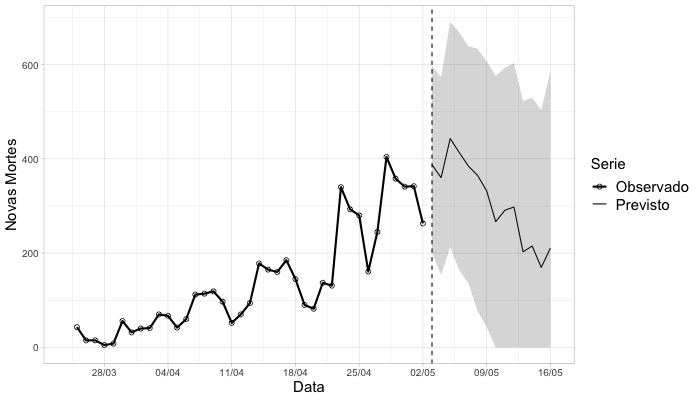 600
400
200
0
Novas Mortes
28/03
04/04
11/04
18/04
25/04
02/05
09/05
16/05
Data
Serie
Observado
Previsto